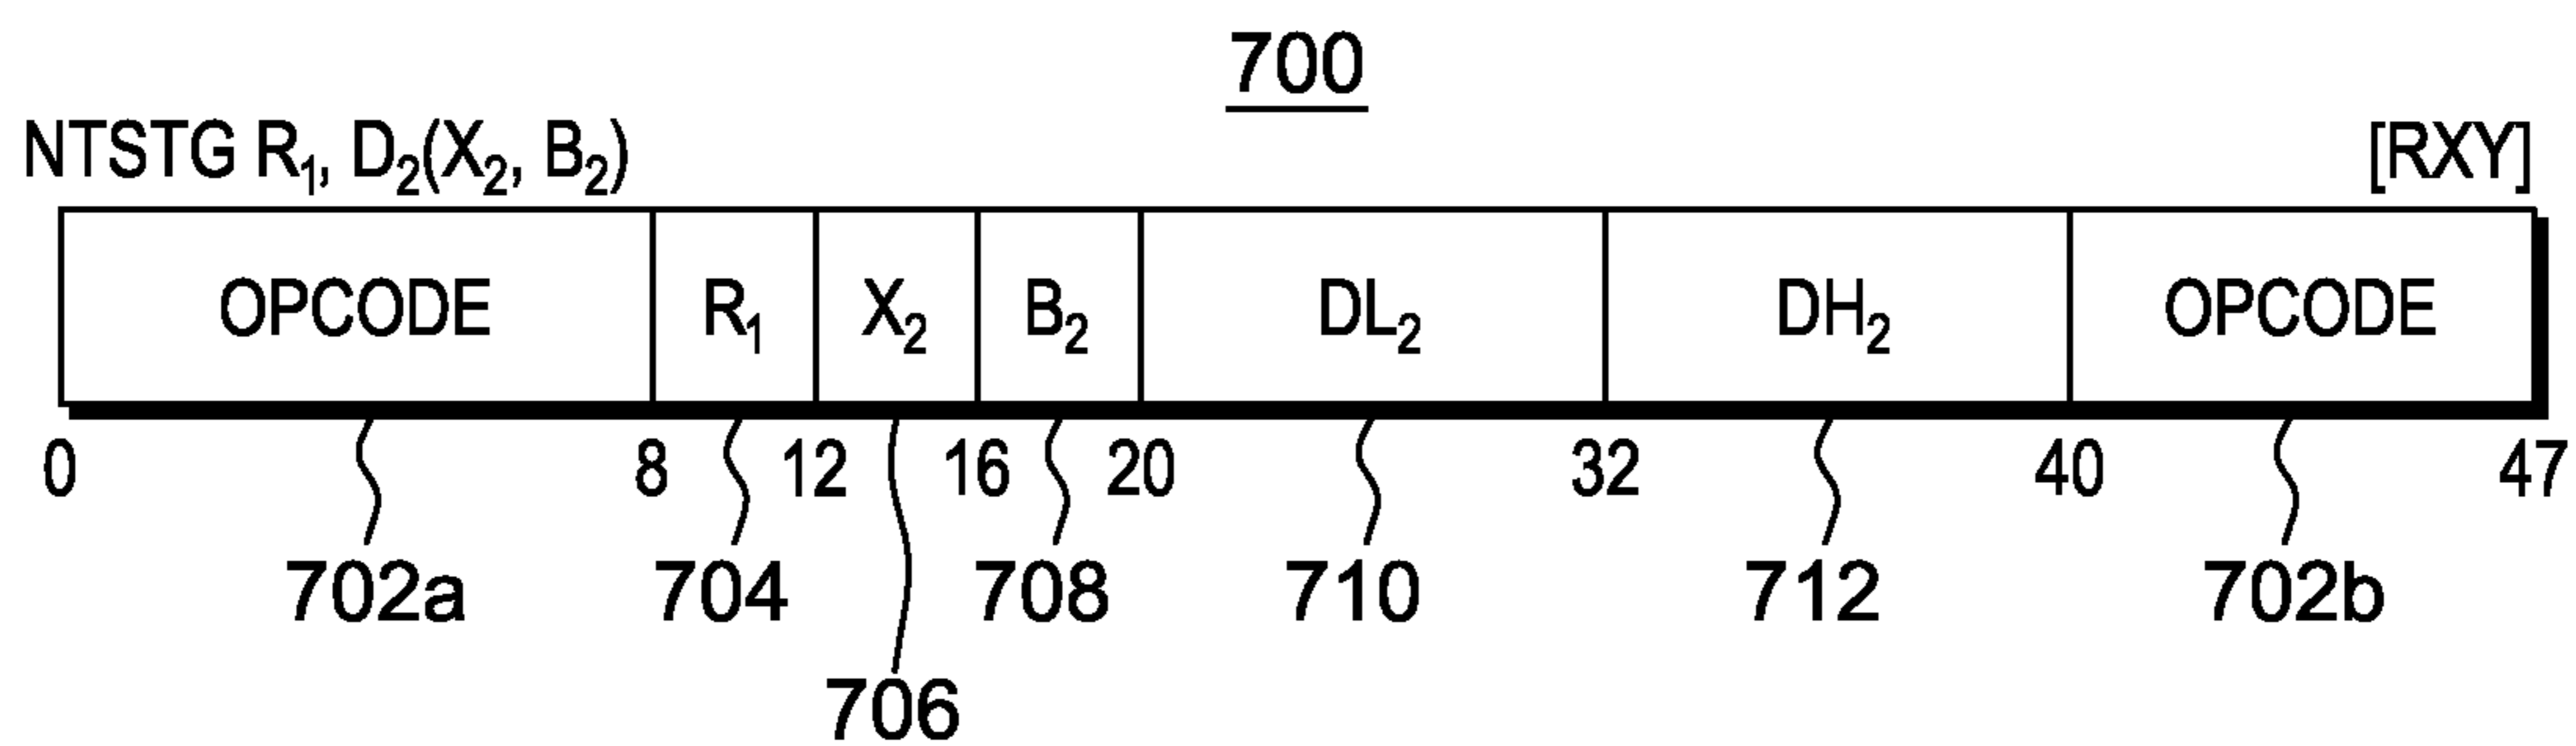 700
NTSTG R₁, D₂(X₂, B₂) [RXY]
OPCODE R₁ X₂ B₂ DL₂ DH₂ OPCODE
0 8 12 16 20 32 40 47
702a 704 708 710 712 702b
706